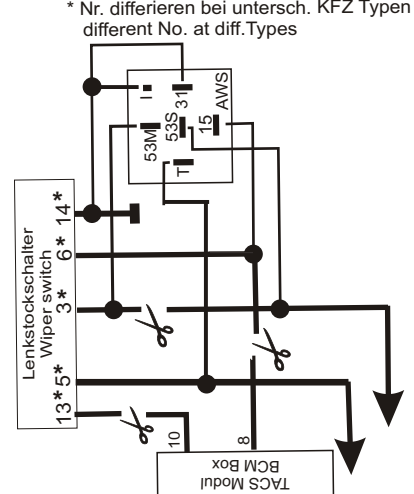 * Nr. differieren bei untersch. KFZ Typen
different No. at diff.Types
I
31
AWS
53M
53S
15
T
Lenkstockschalter
Wiper switch
14*
6*
3*
5*
13*
10
8
TACS Modul
BCM Box